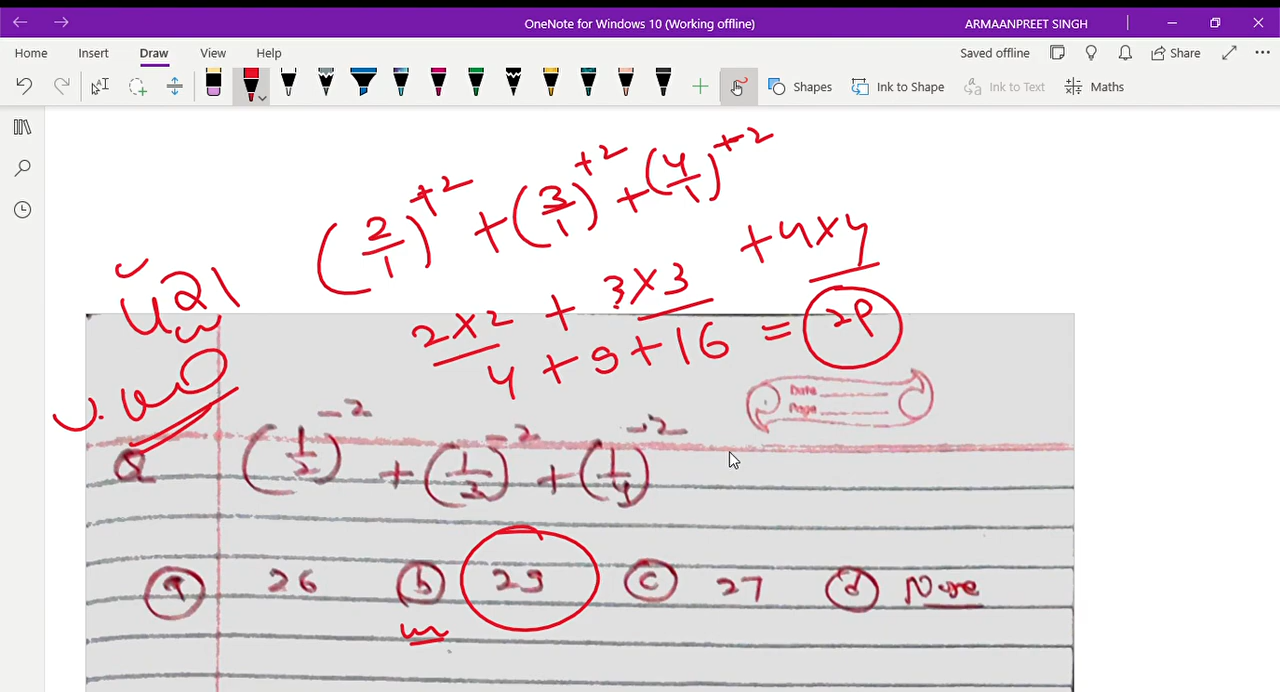 OneNote for Windows 10 (Working offline) ARMAANPREET SINGH
Home Insert Draw View Help Saved offline Share
Shapes Ink to Shape Ink to Text Maths
(2/1)^+2 + (3/1)^+2 + (4/1)^+2
2×2 + 3×3 + 4×4
4 + 9 + 16 = 29
Date
Page
Q (1/2)^-2 + (1/3)^-2 + (1/4)^-2
(a) 26 (b) 29 (c) 27 (d) None